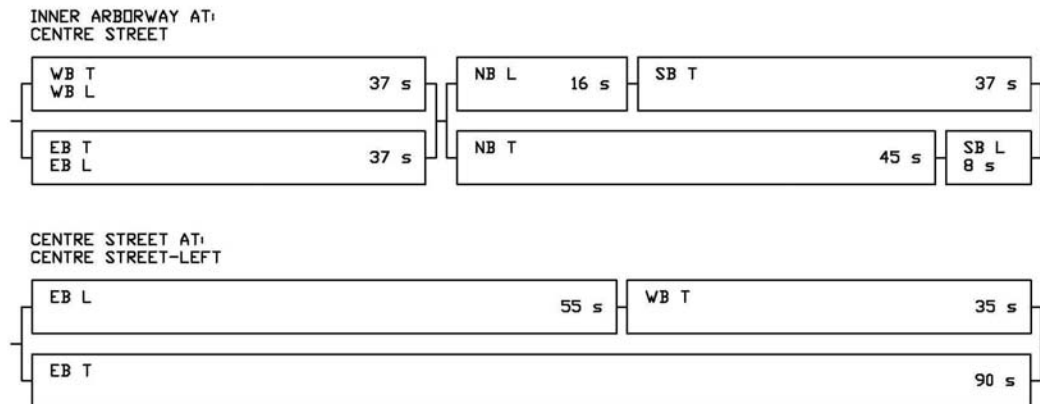 INNER ARBORWAY AT:
CENTRE STREET
WB T
WB L
37 s
NB L
16 s
SB T
37 s
EB T
EB L
37 s
NB T
45 s
SB L
8 s
CENTRE STREET AT:
CENTRE STREET-LEFT
EB L
55 s
WB T
35 s
EB T
90 s